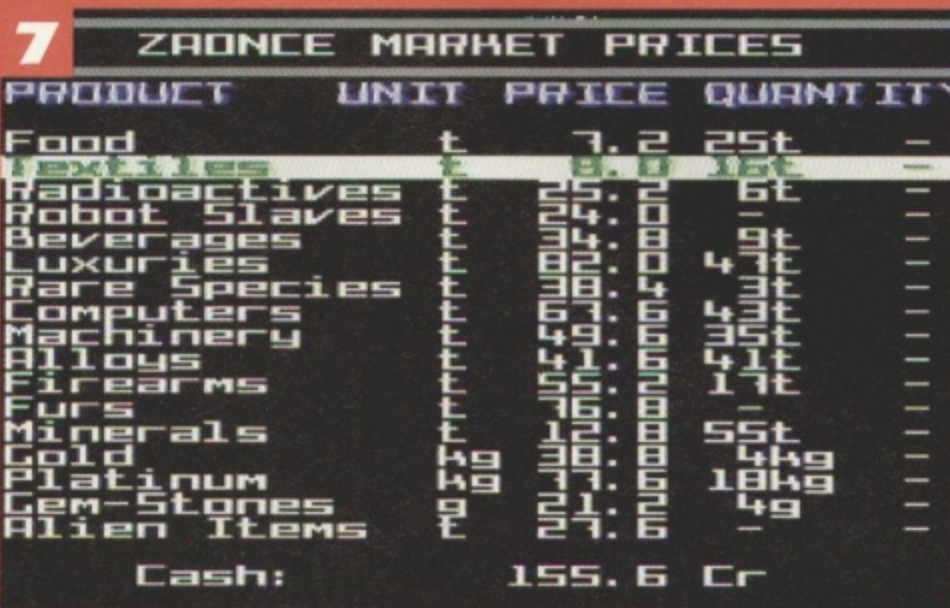 7
ZAONCE MARKET PRICES
PRODUCT UNIT PRICE QUANTITY
Food t 7.2 25t -
Textiles t 8.0 16t -
Radioactives t 25.2 6t -
Robot Slaves t 24.0 - -
Beverages t 34.8 9t -
Luxuries t 82.0 47t -
Rare Species t 38.4 3t -
Computers t 67.6 43t -
Machinery t 49.6 35t -
Alloys t 41.6 41t -
Firearms t 55.2 17t -
Furs t 76.8 - -
Minerals t 12.8 55t -
Gold kg 38.8 4kg -
Platinum kg 77.6 18kg -
Gem-Stones g 21.2 4g -
Alien Items t 27.6 - -
Cash: 155.6 Cr